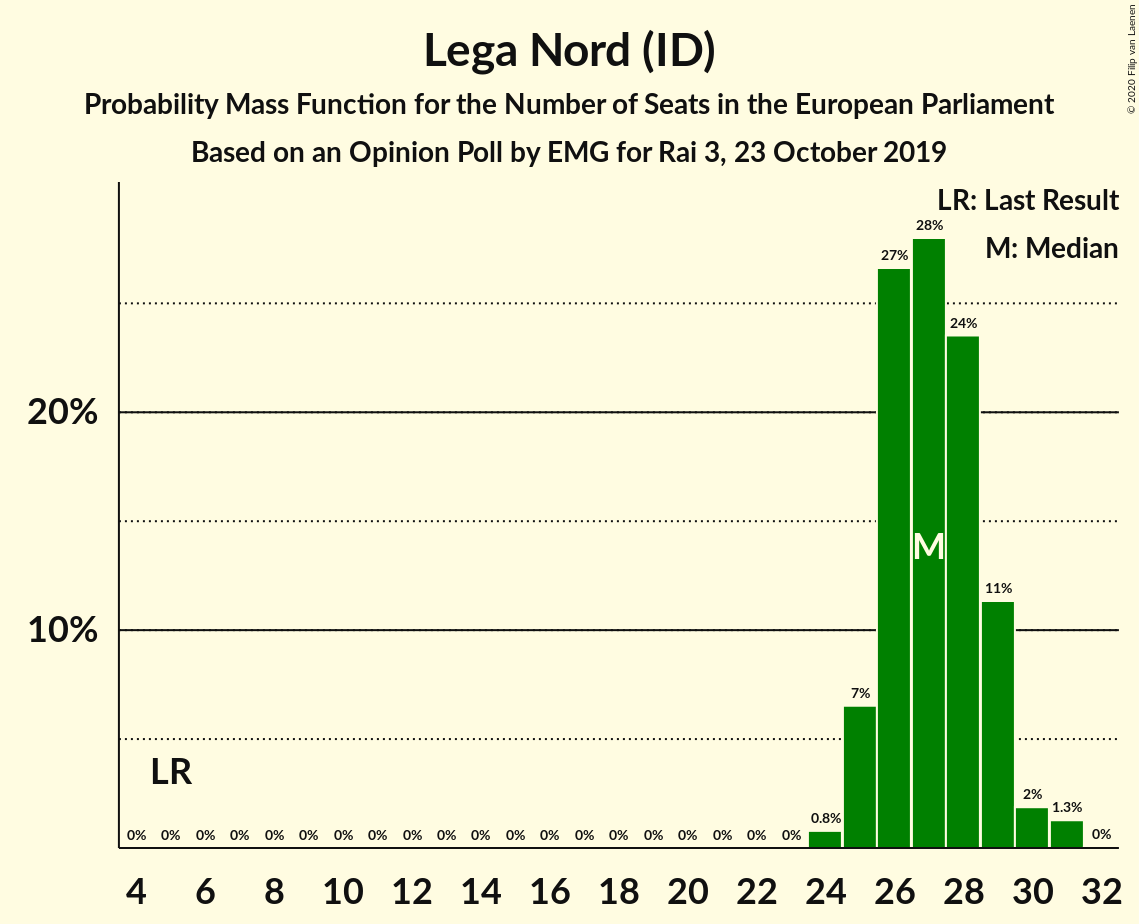 Lega Nord (ID)
Probability Mass Function for the Number of Seats in the European Parliament
Based on an Opinion Poll by EMG for Rai 3, 23 October 2019
© 2020 Filip van Laenen
LR: Last Result
M: Median
28%
27%
24%
20%
M
11%
10%
7%
LR
2%
1.3%
0.8%
0% 0% 0% 0% 0% 0% 0% 0% 0% 0% 0% 0% 0% 0% 0% 0% 0% 0% 0% 0% 0%
4 6 8 10 12 14 16 18 20 22 24 26 28 30 32